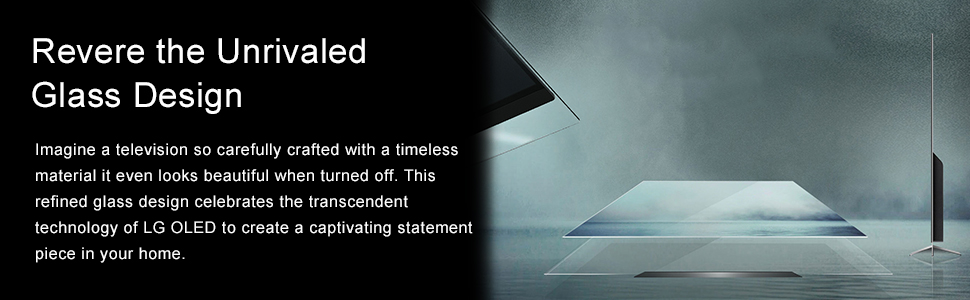 Revere the Unrivaled
Glass Design
Imagine a television so carefully crafted with a timeless
material it even looks beautiful when turned off. This
refined glass design celebrates the transcendent
technology of LG OLED to create a captivating statement
piece in your home.